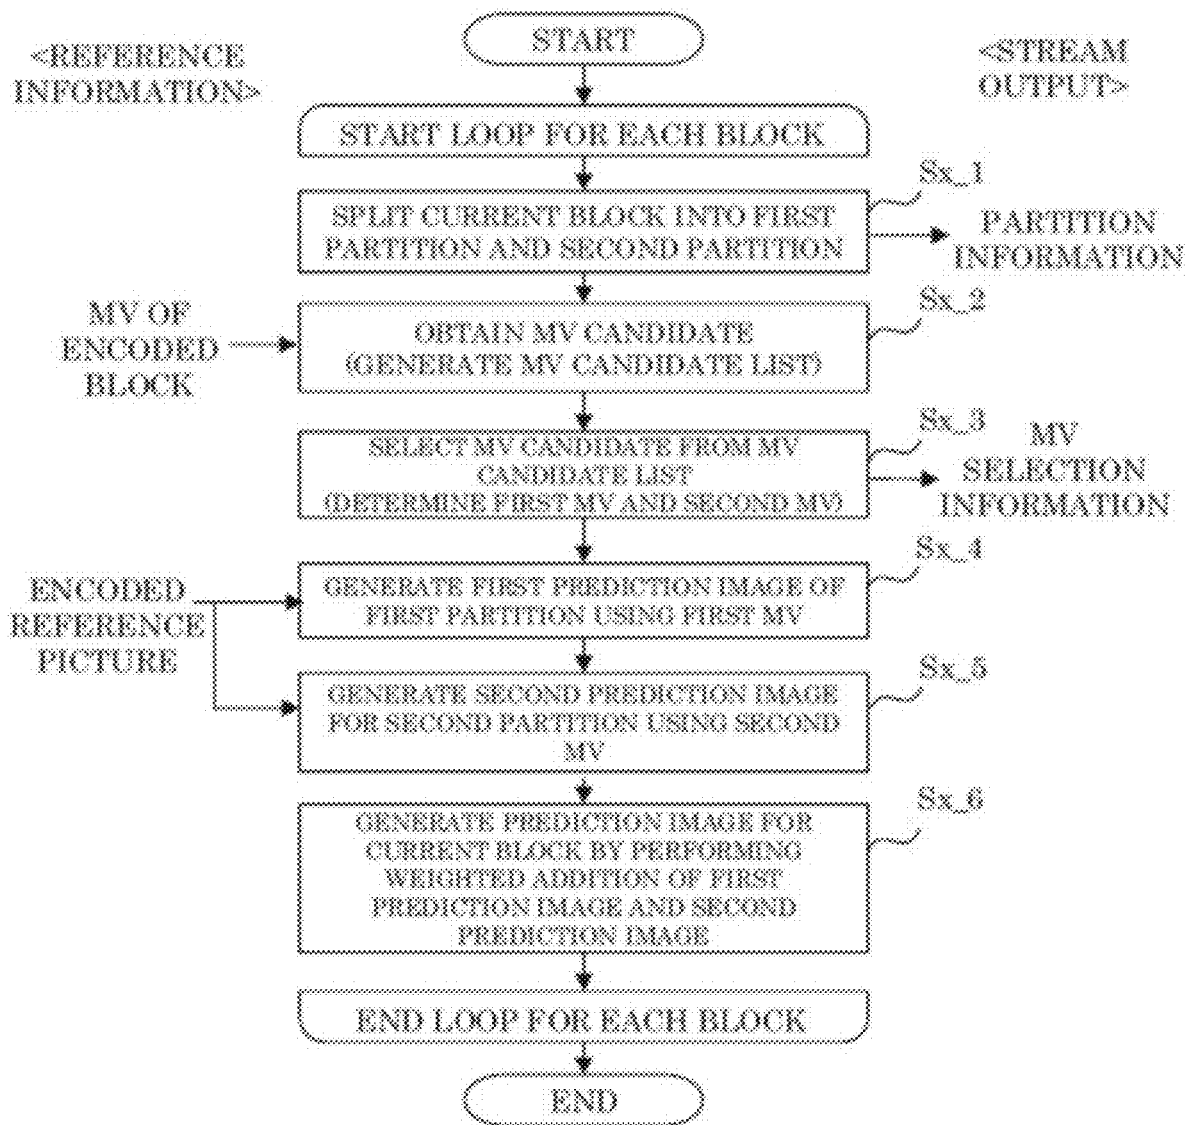 START
<REFERENCE
INFORMATION>
<STREAM
OUTPUT>
START LOOP FOR EACH BLOCK
Sx_1
SPLIT CURRENT BLOCK INTO FIRST
PARTITION AND SECOND PARTITION
PARTITION
INFORMATION
MV OF
ENCODED
BLOCK
Sx_2
OBTAIN MV CANDIDATE
(GENERATE MV CANDIDATE LIST)
Sx_3
SELECT MV CANDIDATE FROM MV
CANDIDATE LIST
(DETERMINE FIRST MV AND SECOND MV)
MV
SELECTION
INFORMATION
Sx_4
ENCODED
REFERENCE
PICTURE
GENERATE FIRST PREDICTION IMAGE OF
FIRST PARTITION USING FIRST MV
Sx_5
GENERATE SECOND PREDICTION IMAGE
FOR SECOND PARTITION USING SECOND
MV
Sx_6
GENERATE PREDICTION IMAGE FOR
CURRENT BLOCK BY PERFORMING
WEIGHTED ADDITION OF FIRST
PREDICTION IMAGE AND SECOND
PREDICTION IMAGE
END LOOP FOR EACH BLOCK
END